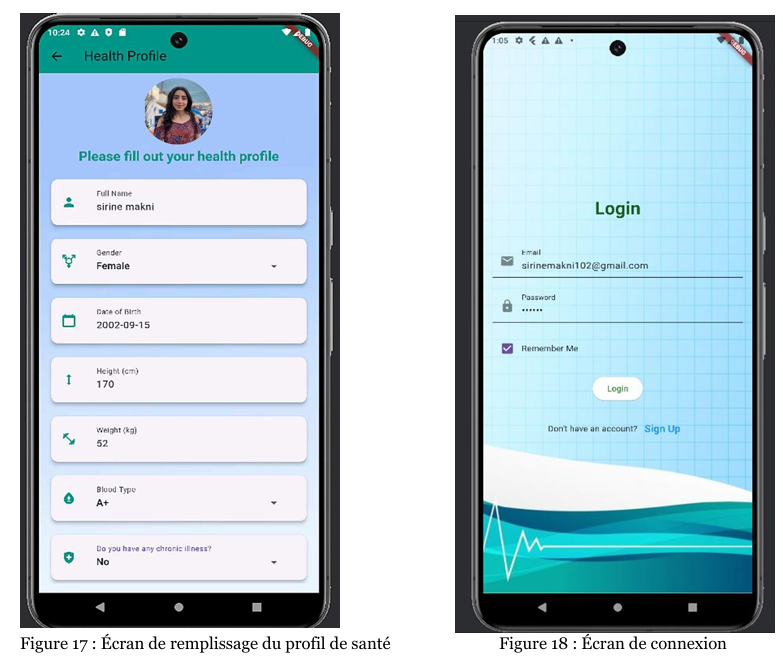 10:24
DEBUG
Health Profile
Please fill out your health profile
Full Name
sirine makni
Gender
Female
Date of Birth
2002-09-15
Height (cm)
170
Weight (kg)
52
Blood Type
A+
Do you have any chronic illness?
No
Figure 17 : Écran de remplissage du profil de santé
1:05
DEBUG
Login
Email
sirinemakni102@gmail.com
Password
••••••
Remember Me
Login
Don't have an account? Sign Up
Figure 18 : Écran de connexion